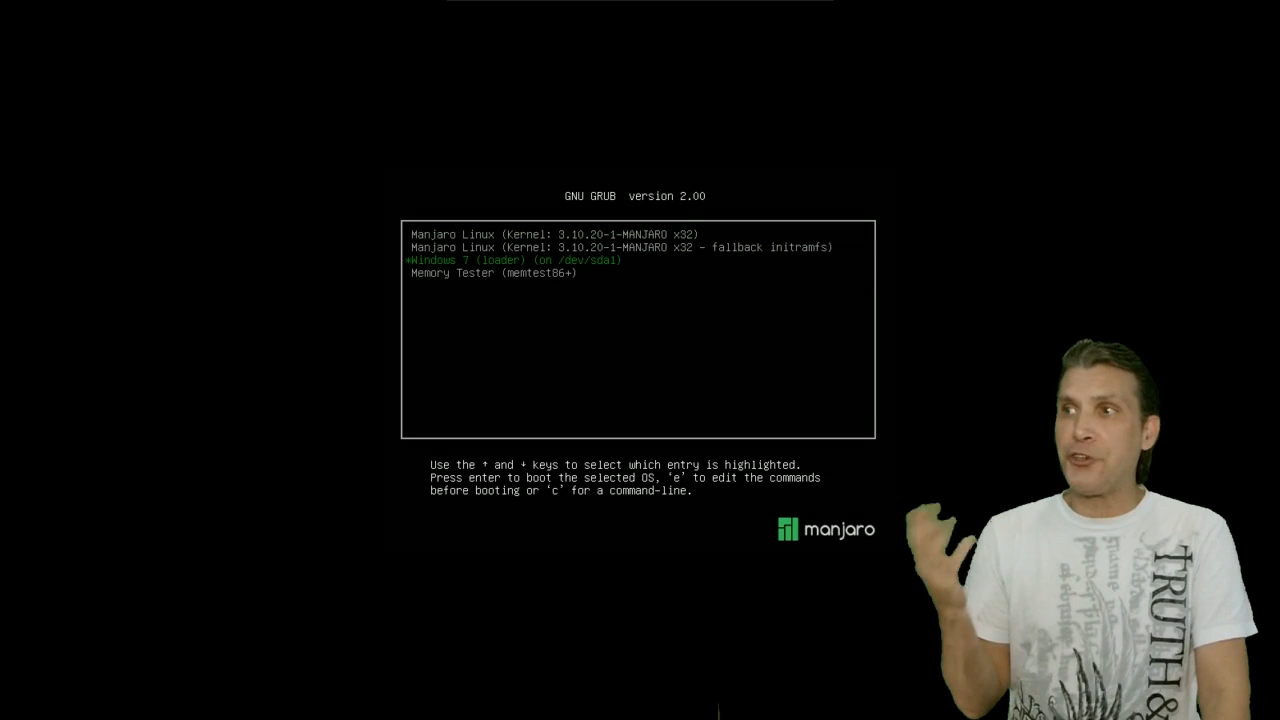 GNU GRUB  version 2.00
Manjaro Linux (Kernel: 3.10.20-1-MANJARO x32)
Manjaro Linux (Kernel: 3.10.20-1-MANJARO x32 - fallback initramfs)
*Windows 7 (loader) (on /dev/sda1)
Memory Tester (memtest86+)
Use the ↑ and ↓ keys to select which entry is highlighted.
Press enter to boot the selected OS, ‘e’ to edit the commands
before booting or ‘c’ for a command-line.
manjaro
TRUTH &